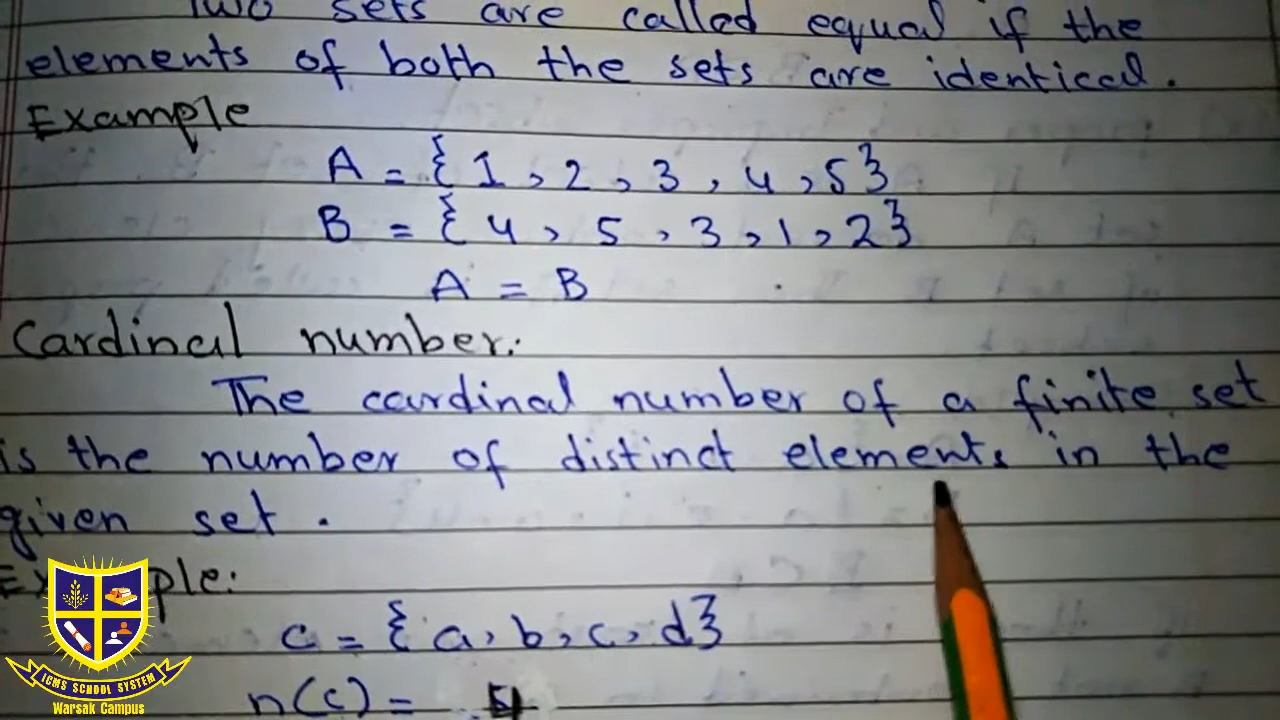 Two sets are called equal if the
elements of both the sets are identical.
Example
A = {1, 2, 3, 4, 5}
B = {4, 5, 3, 1, 2}
A = B
Cardinal number:
The cardinal number of a finite set
is the number of distinct elements in the
given set.
ple:
c = {a, b, c, d}
n(c) = 4
ICMS SCHOOL SYSTEM
Warsak Campus